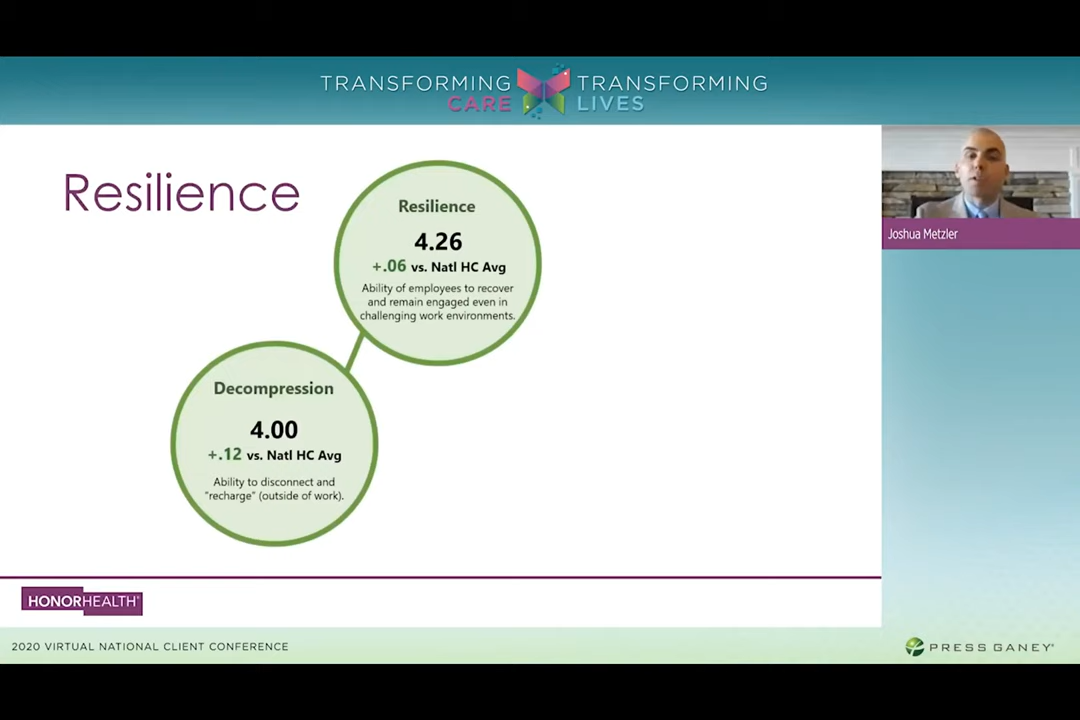 TRANSFORMING TRANSFORMING
CARE LIVES
Resilience
Resilience
4.26
+.06 vs. Natl HC Avg
Ability of employees to recover
and remain engaged even in
challenging work environments.
Joshua Metzler
Decompression
4.00
+.12 vs. Natl HC Avg
Ability to disconnect and
“recharge” (outside of work).
HONORHEALTH®
2020 VIRTUAL NATIONAL CLIENT CONFERENCE
PRESS GANEY®